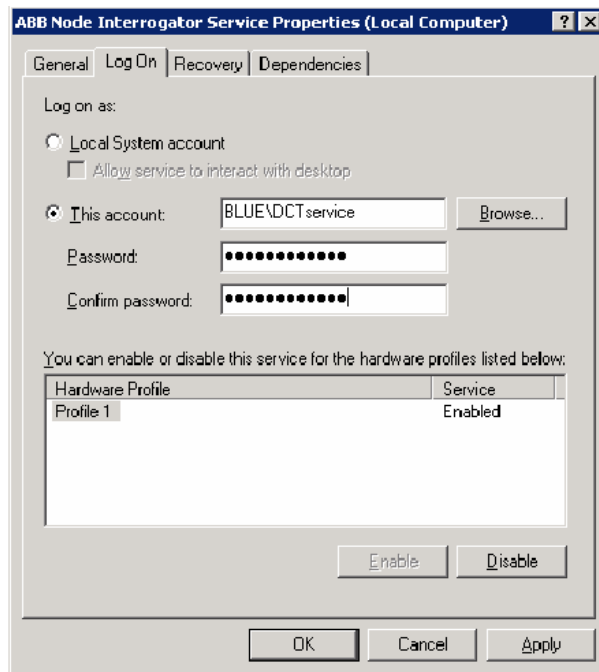 ABB Node Interrogator Service Properties (Local Computer)
General Log On Recovery Dependencies
Log on as:
Local System account
Allow service to interact with desktop
This account: BLUE\DCTservice Browse...
Password: ●●●●●●●●●●●●
Confirm password: ●●●●●●●●●●●●
You can enable or disable this service for the hardware profiles listed below:
Hardware Profile Service
Profile 1 Enabled
Enable Disable
OK Cancel Apply